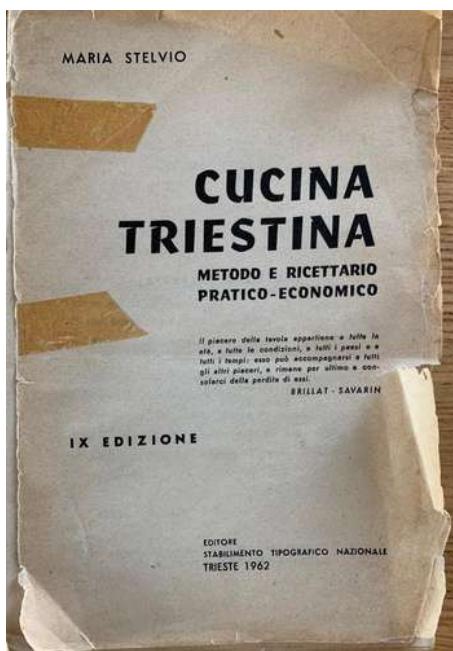 MARIA STELVIO
CUCINA
TRIESTINA
METODO E RICETTARIO
PRATICO-ECONOMICO
Il piacere della tavola appartiene a tutte le
età, a tutte le condizioni, a tutti i paesi e a
tutti i tempi: esso può accompagnarsi a tutti
gli altri piaceri, e rimane per ultimo a con-
solarci della perdita di essi.
BRILLAT - SAVARIN
IX EDIZIONE
EDITORE
STABILIMENTO TIPOGRAFICO NAZIONALE
TRIESTE 1962